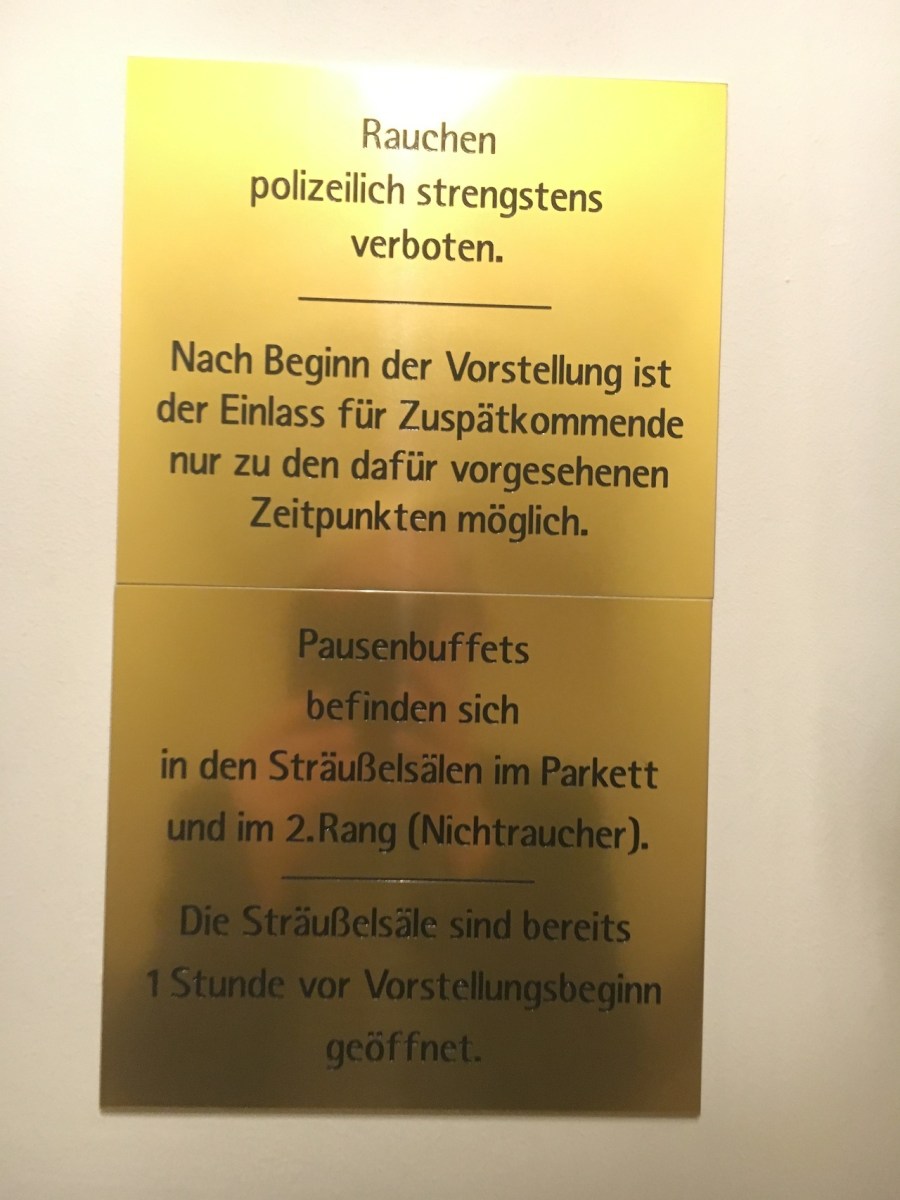 Rauchen
polizeilich strengstens
verboten.
Nach Beginn der Vorstellung ist
der Einlass für Zuspätkommende
nur zu den dafür vorgesehenen
Zeitpunkten möglich.
Pausenbuffets
befinden sich
in den Sträußelsälen im Parkett
und im 2.Rang (Nichtraucher).
Die Sträußelsäle sind bereits
1 Stunde vor Vorstellungsbeginn
geöffnet.